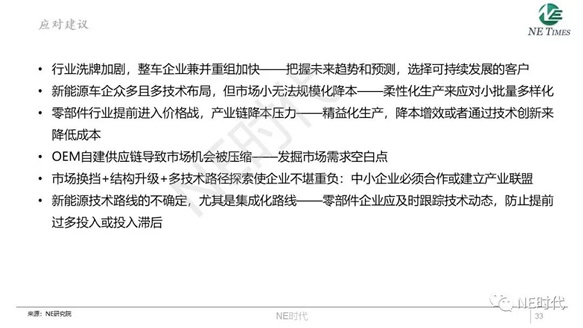 应对建议
NE TIMES
• 行业洗牌加剧，整车企业兼并重组加快——把握未来趋势和预测，选择可持续发展的客户
• 新能源车企众多且多技术布局，但市场小无法规模化降本——柔性化生产来应对小批量多样化
• 零部件行业提前进入价格战，产业链降本压力——精益化生产，降本增效或者通过技术创新来
降低成本
• OEM自建供应链导致市场机会被压缩——发掘市场需求空白点
• 市场换挡+结构升级+多技术路径探索使企业不堪重负：中小企业必须合作或建立产业联盟
• 新能源技术路线的不确定，尤其是集成化路线——零部件企业应及时跟踪技术动态，防止提前
过多投入或投入滞后
NE时代
来源：NE研究院
NE时代
NE时代
33